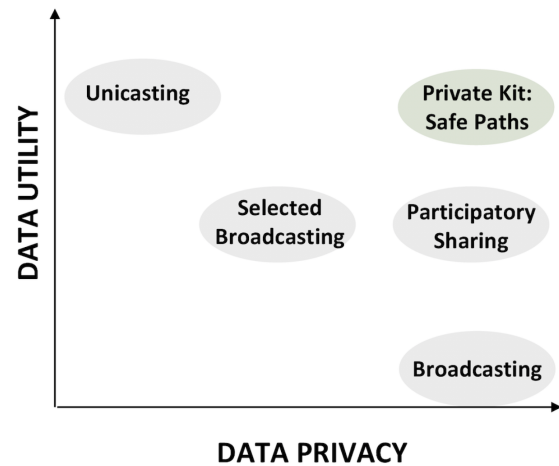 DATA UTILITY
Unicasting
Private Kit:
Safe Paths
Selected
Broadcasting
Participatory
Sharing
Broadcasting
DATA PRIVACY